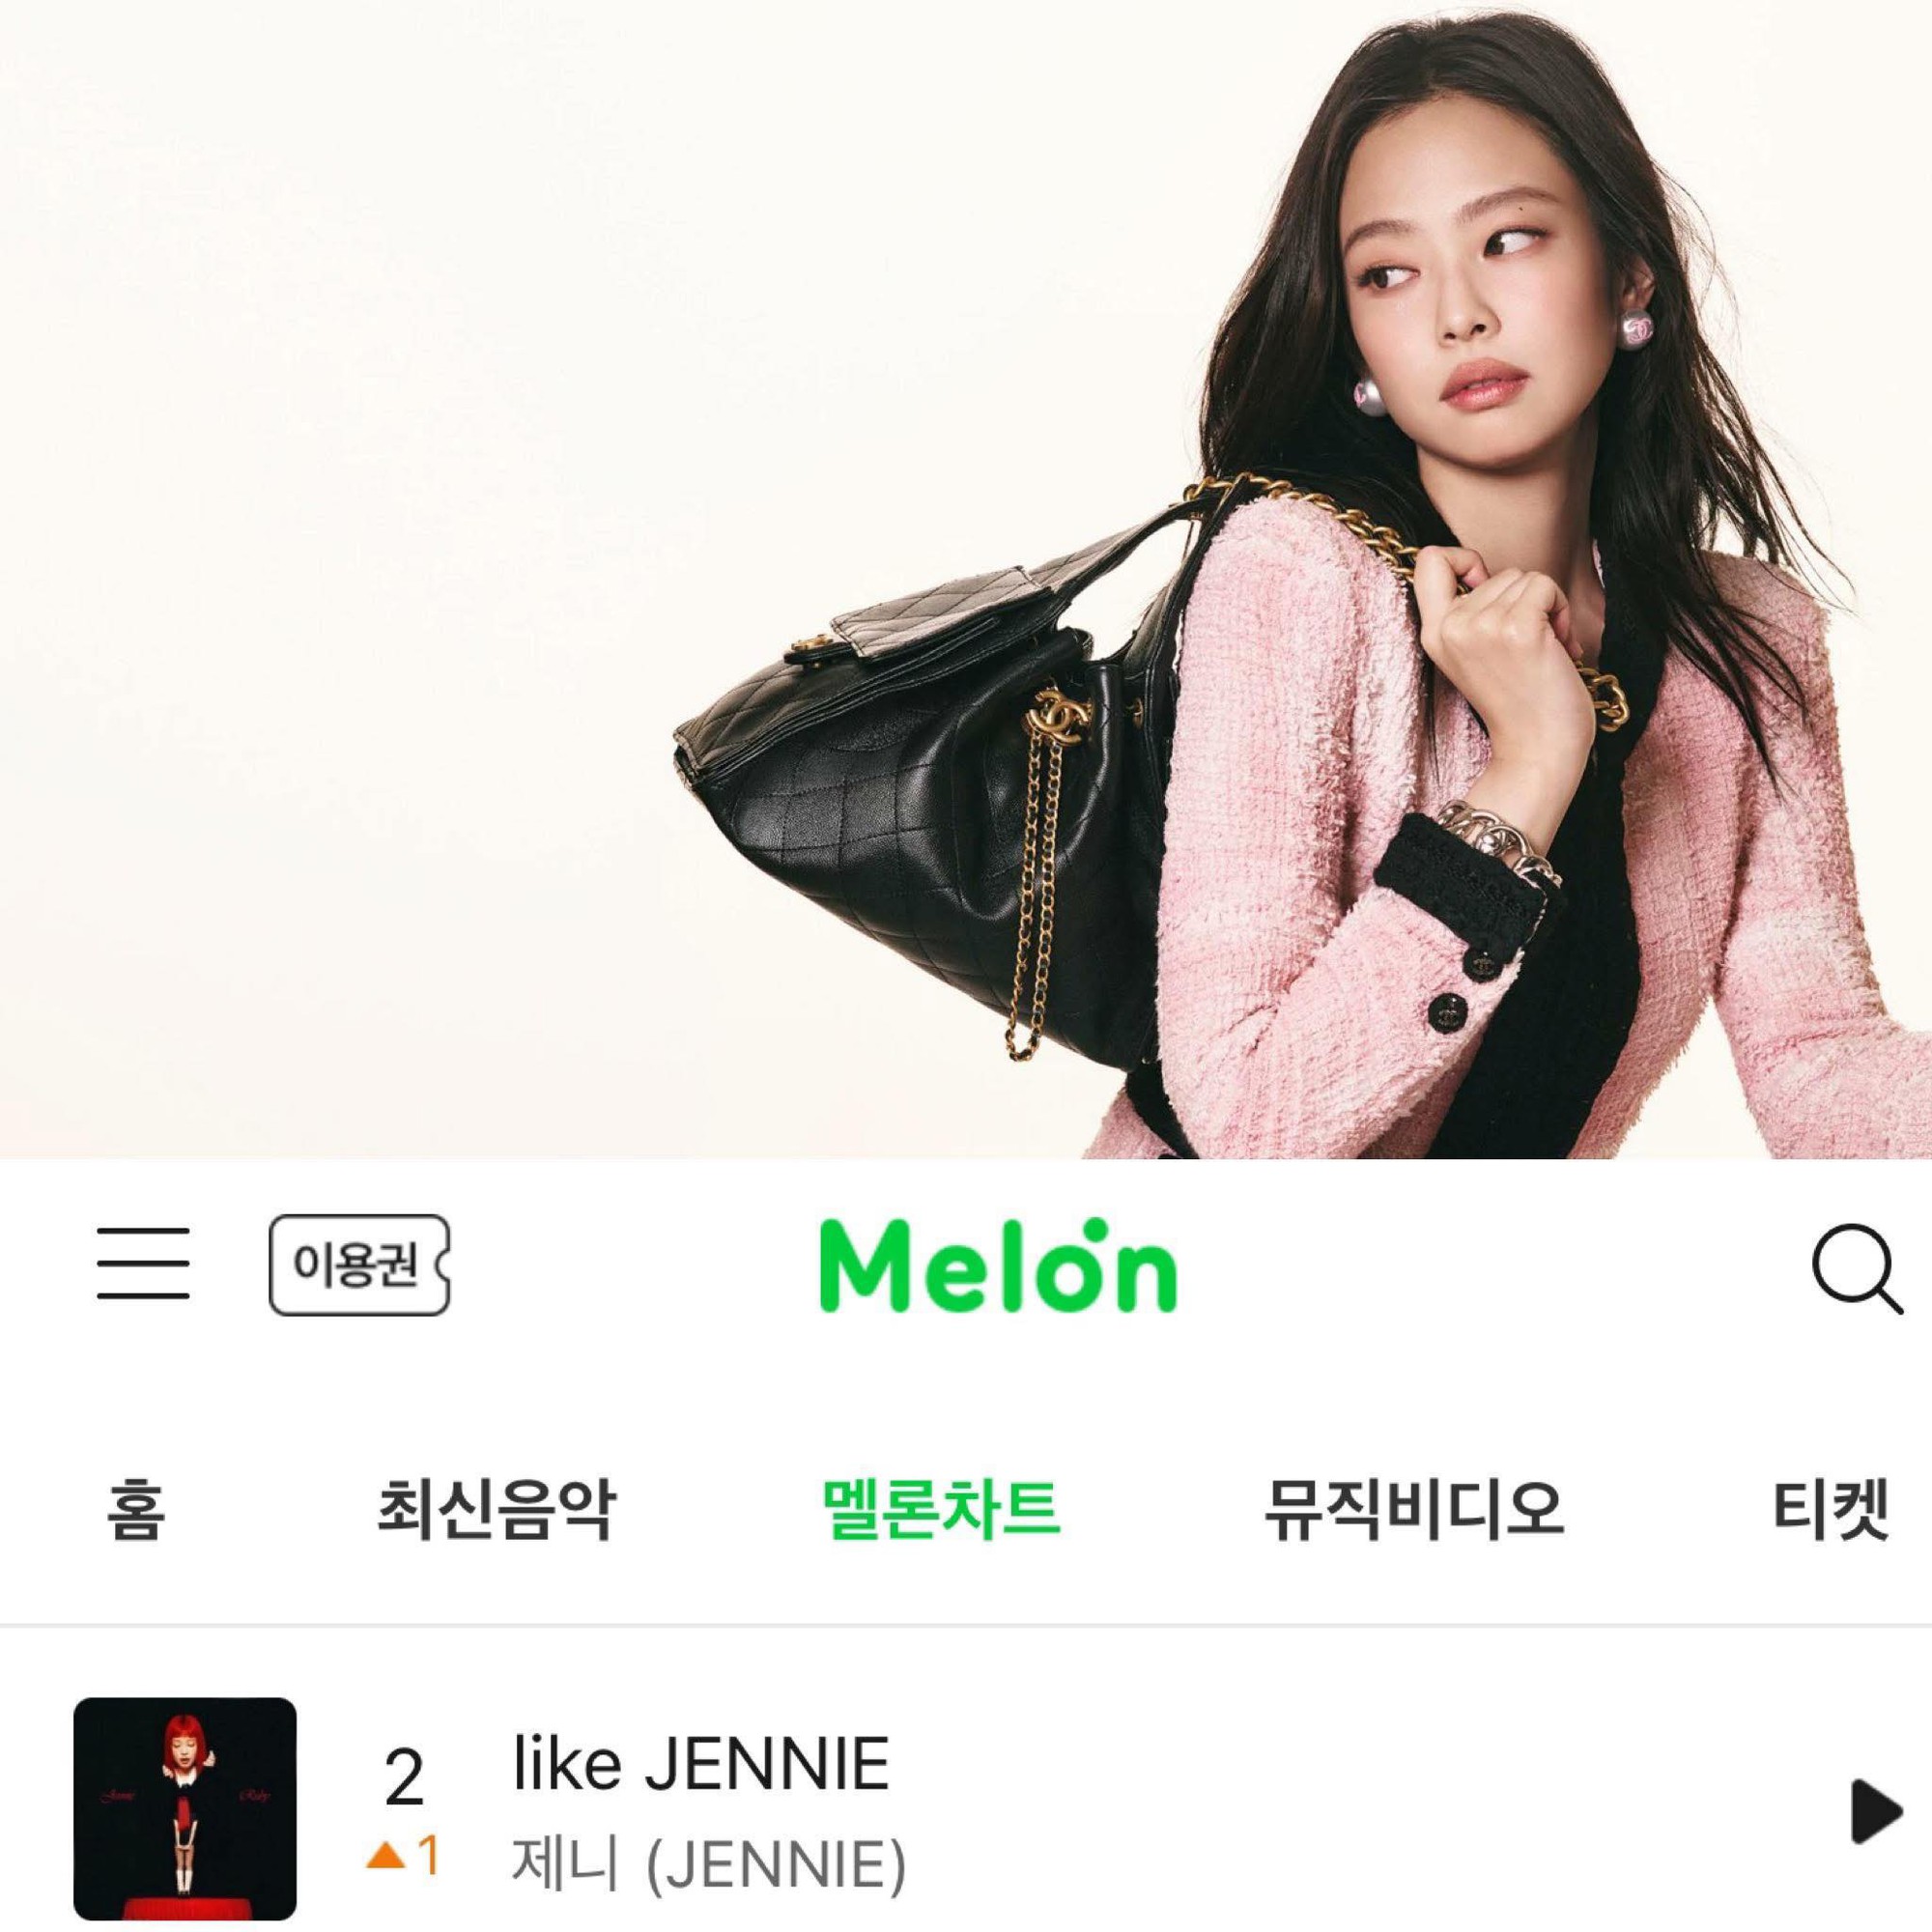 이용권
Melon
홈 최신음악 멜론차트 뮤직비디오 티켓
Jennie Ruby
2 like JENNIE
▲1 제니 (JENNIE)